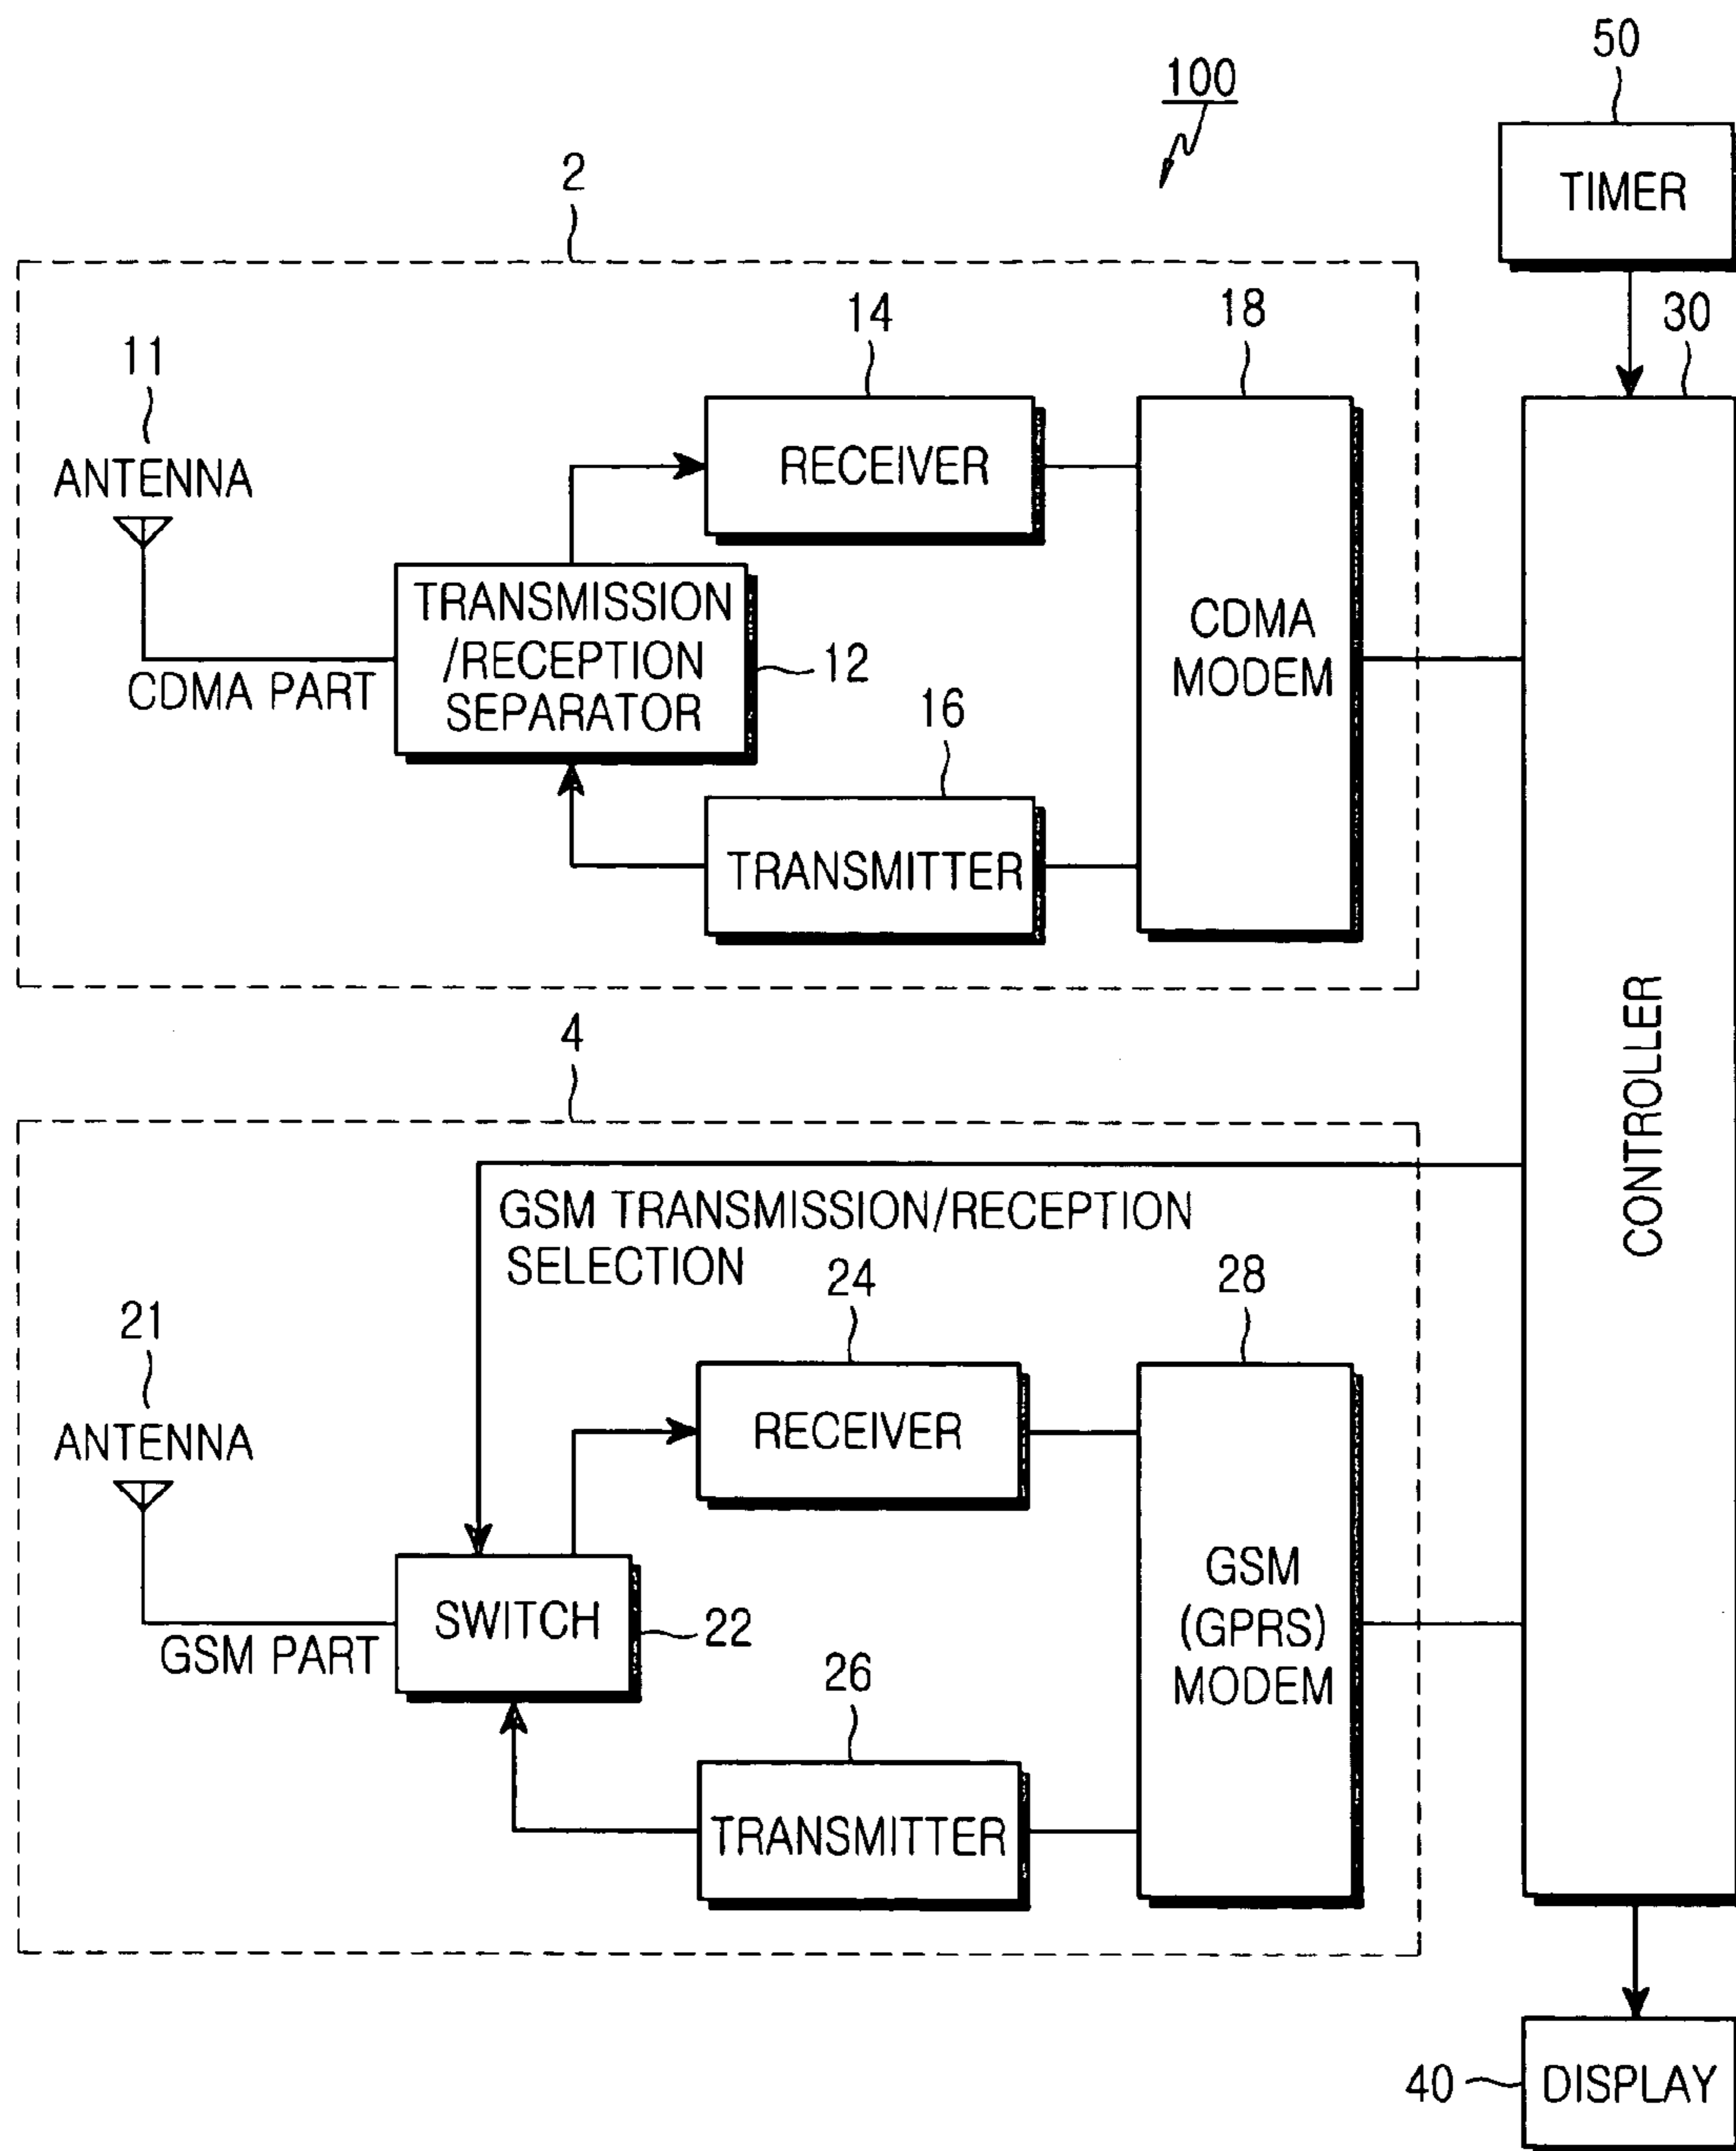 50
100
TIMER
2
30
14
18
11
ANTENNA
RECEIVER
TRANSMISSION
/RECEPTION
SEPARATOR
12
CDMA
MODEM
CDMA PART
16
TRANSMITTER
CONTROLLER
4
GSM TRANSMISSION/RECEPTION
SELECTION
24
28
21
ANTENNA
RECEIVER
SWITCH
22
GSM
(GPRS)
MODEM
GSM PART
26
TRANSMITTER
40
DISPLAY